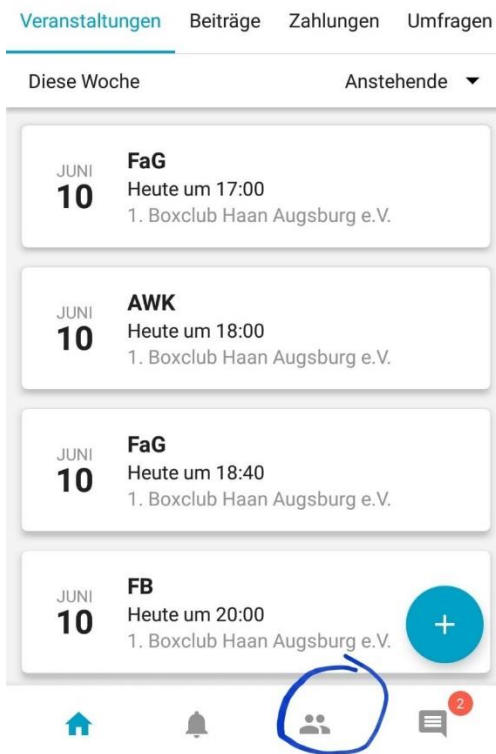 Veranstaltungen Beiträge Zahlungen Umfragen
Diese Woche Anstehende
JUNI
10
FaG
Heute um 17:00
1. Boxclub Haan Augsburg e.V.
JUNI
10
AWK
Heute um 18:00
1. Boxclub Haan Augsburg e.V.
JUNI
10
FaG
Heute um 18:40
1. Boxclub Haan Augsburg e.V.
JUNI
10
FB
Heute um 20:00
1. Boxclub Haan Augsburg e.V.
+
2